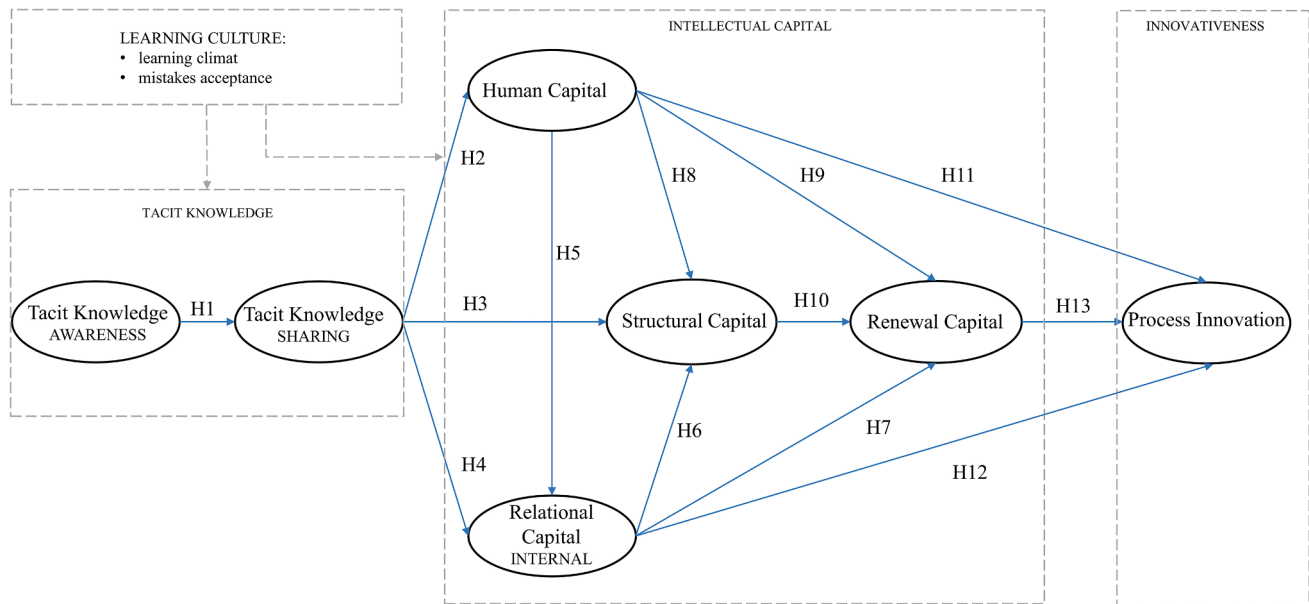 LEARNING CULTURE:
• learning climat
• mistakes acceptance
INTELLECTUAL CAPITAL
INNOVATIVENESS
Human Capital
H2
H8
H9
H11
TACIT KNOWLEDGE
H5
Tacit Knowledge
AWARENESS
H1
Tacit Knowledge
SHARING
H3
Structural Capital
H10
Renewal Capital
H13
Process Innovation
H4
H6
H7
H12
Relational
Capital
INTERNAL